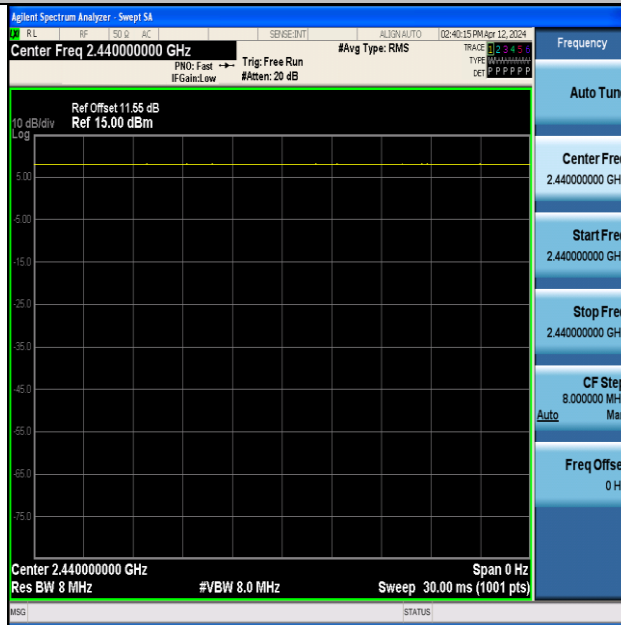 Agilent Spectrum Analyzer - Swept SA
RL RF 50 Ω AC SENSE:INT ALIGN AUTO 02:40:15 PM Apr 12, 2024
Center Freq 2.440000000 GHz #Avg Type: RMS TRACE 1 2 3 4 5 6
PNO: Fast Trig: Free Run TYPE
IFGain:Low #Atten: 20 dB DET P P P P P P
Frequency
Auto Tun
Ref Offset 11.55 dB
10 dB/div Ref 15.00 dBm
Log
5.00
-5.00
-15.0
-25.0
-35.0
-45.0
-55.0
-65.0
-75.0
Center Fre
2.440000000 GH
Start Fre
2.440000000 GH
Stop Fre
2.440000000 GH
CF Ste
8.000000 MH
Auto Ma
Freq Offse
0 H
Center 2.440000000 GHz Span 0 Hz
Res BW 8 MHz #VBW 8.0 MHz Sweep 30.00 ms (1001 pts)
MSG STATUS